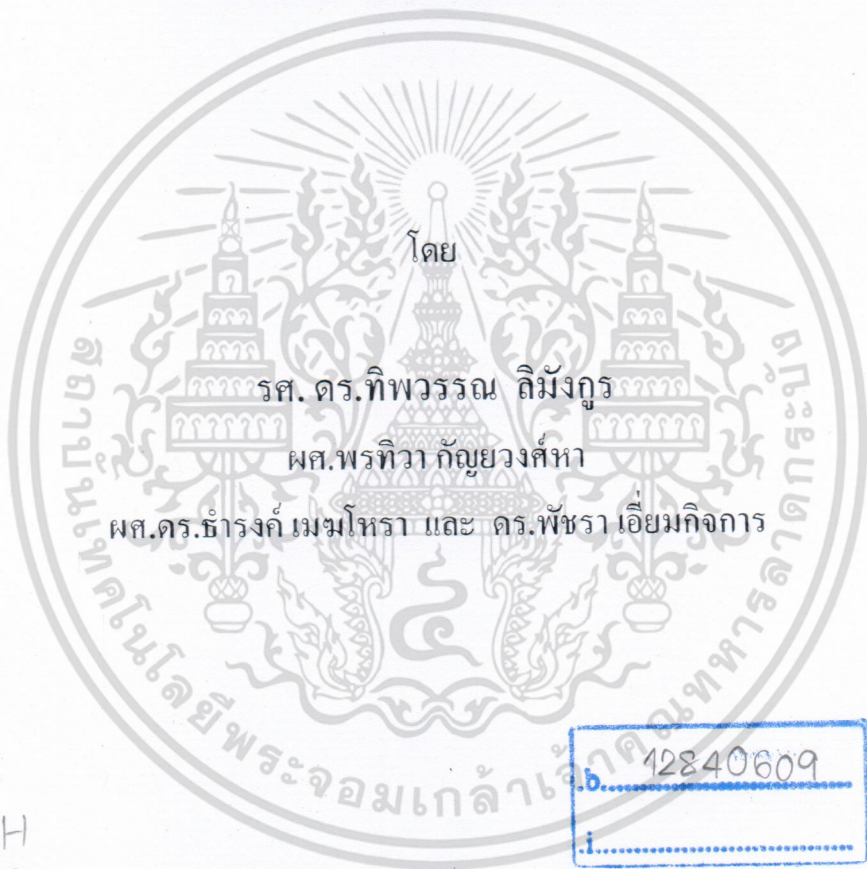 โดย
รศ. ดร.ทิพวรรณ ลิมังกูร
ผศ.พรทิวา กัญยวงศ์หา
ผศ.ดร.ธำรงค์ เมฆโหรา และ ดร.พัชรา เอี่ยมกิจการ
สถาบันเทคโนโลยีพระจอมเกล้าเจ้าคุณทหารลาดกระบัง
๔
.b. 12840609
.i.
H